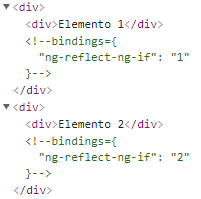 ▼<div>
<div>Elemento 1</div>
<!--bindings={
"ng-reflect-ng-if": "1"
}-->
</div>
▼<div>
<div>Elemento 2</div>
<!--bindings={
"ng-reflect-ng-if": "2"
}-->
</div>